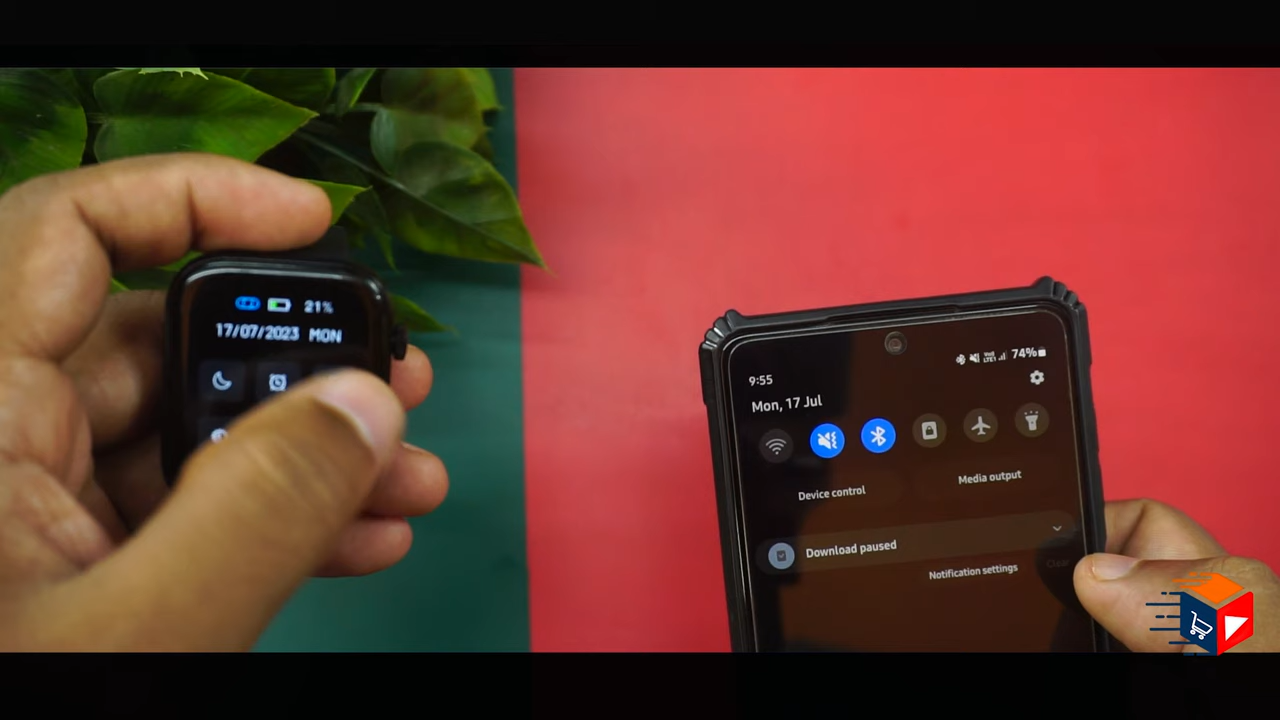 21%
17/07/2023 MON
9:55
74%
Mon, 17 Jul
Device control
Media output
Download paused
Notification settings
Clear